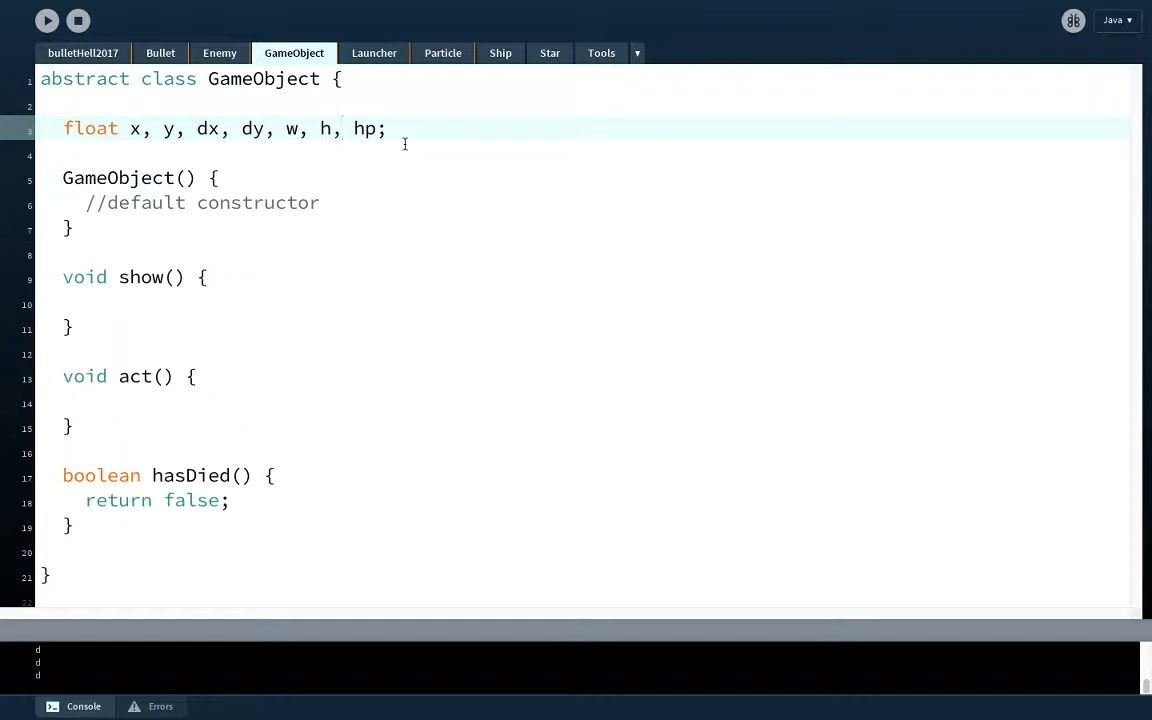 Java ▾
bulletHell2017 Bullet Enemy GameObject Launcher Particle Ship Star Tools ▾
1 abstract class GameObject {
2
3 float x, y, dx, dy, w, h, hp;
4
5 GameObject() {
6 //default constructor
7 }
8
9 void show() {
10
11 }
12
13 void act() {
14
15 }
16
17 boolean hasDied() {
18 return false;
19 }
20
21 }
22
d
d
d
Console Errors